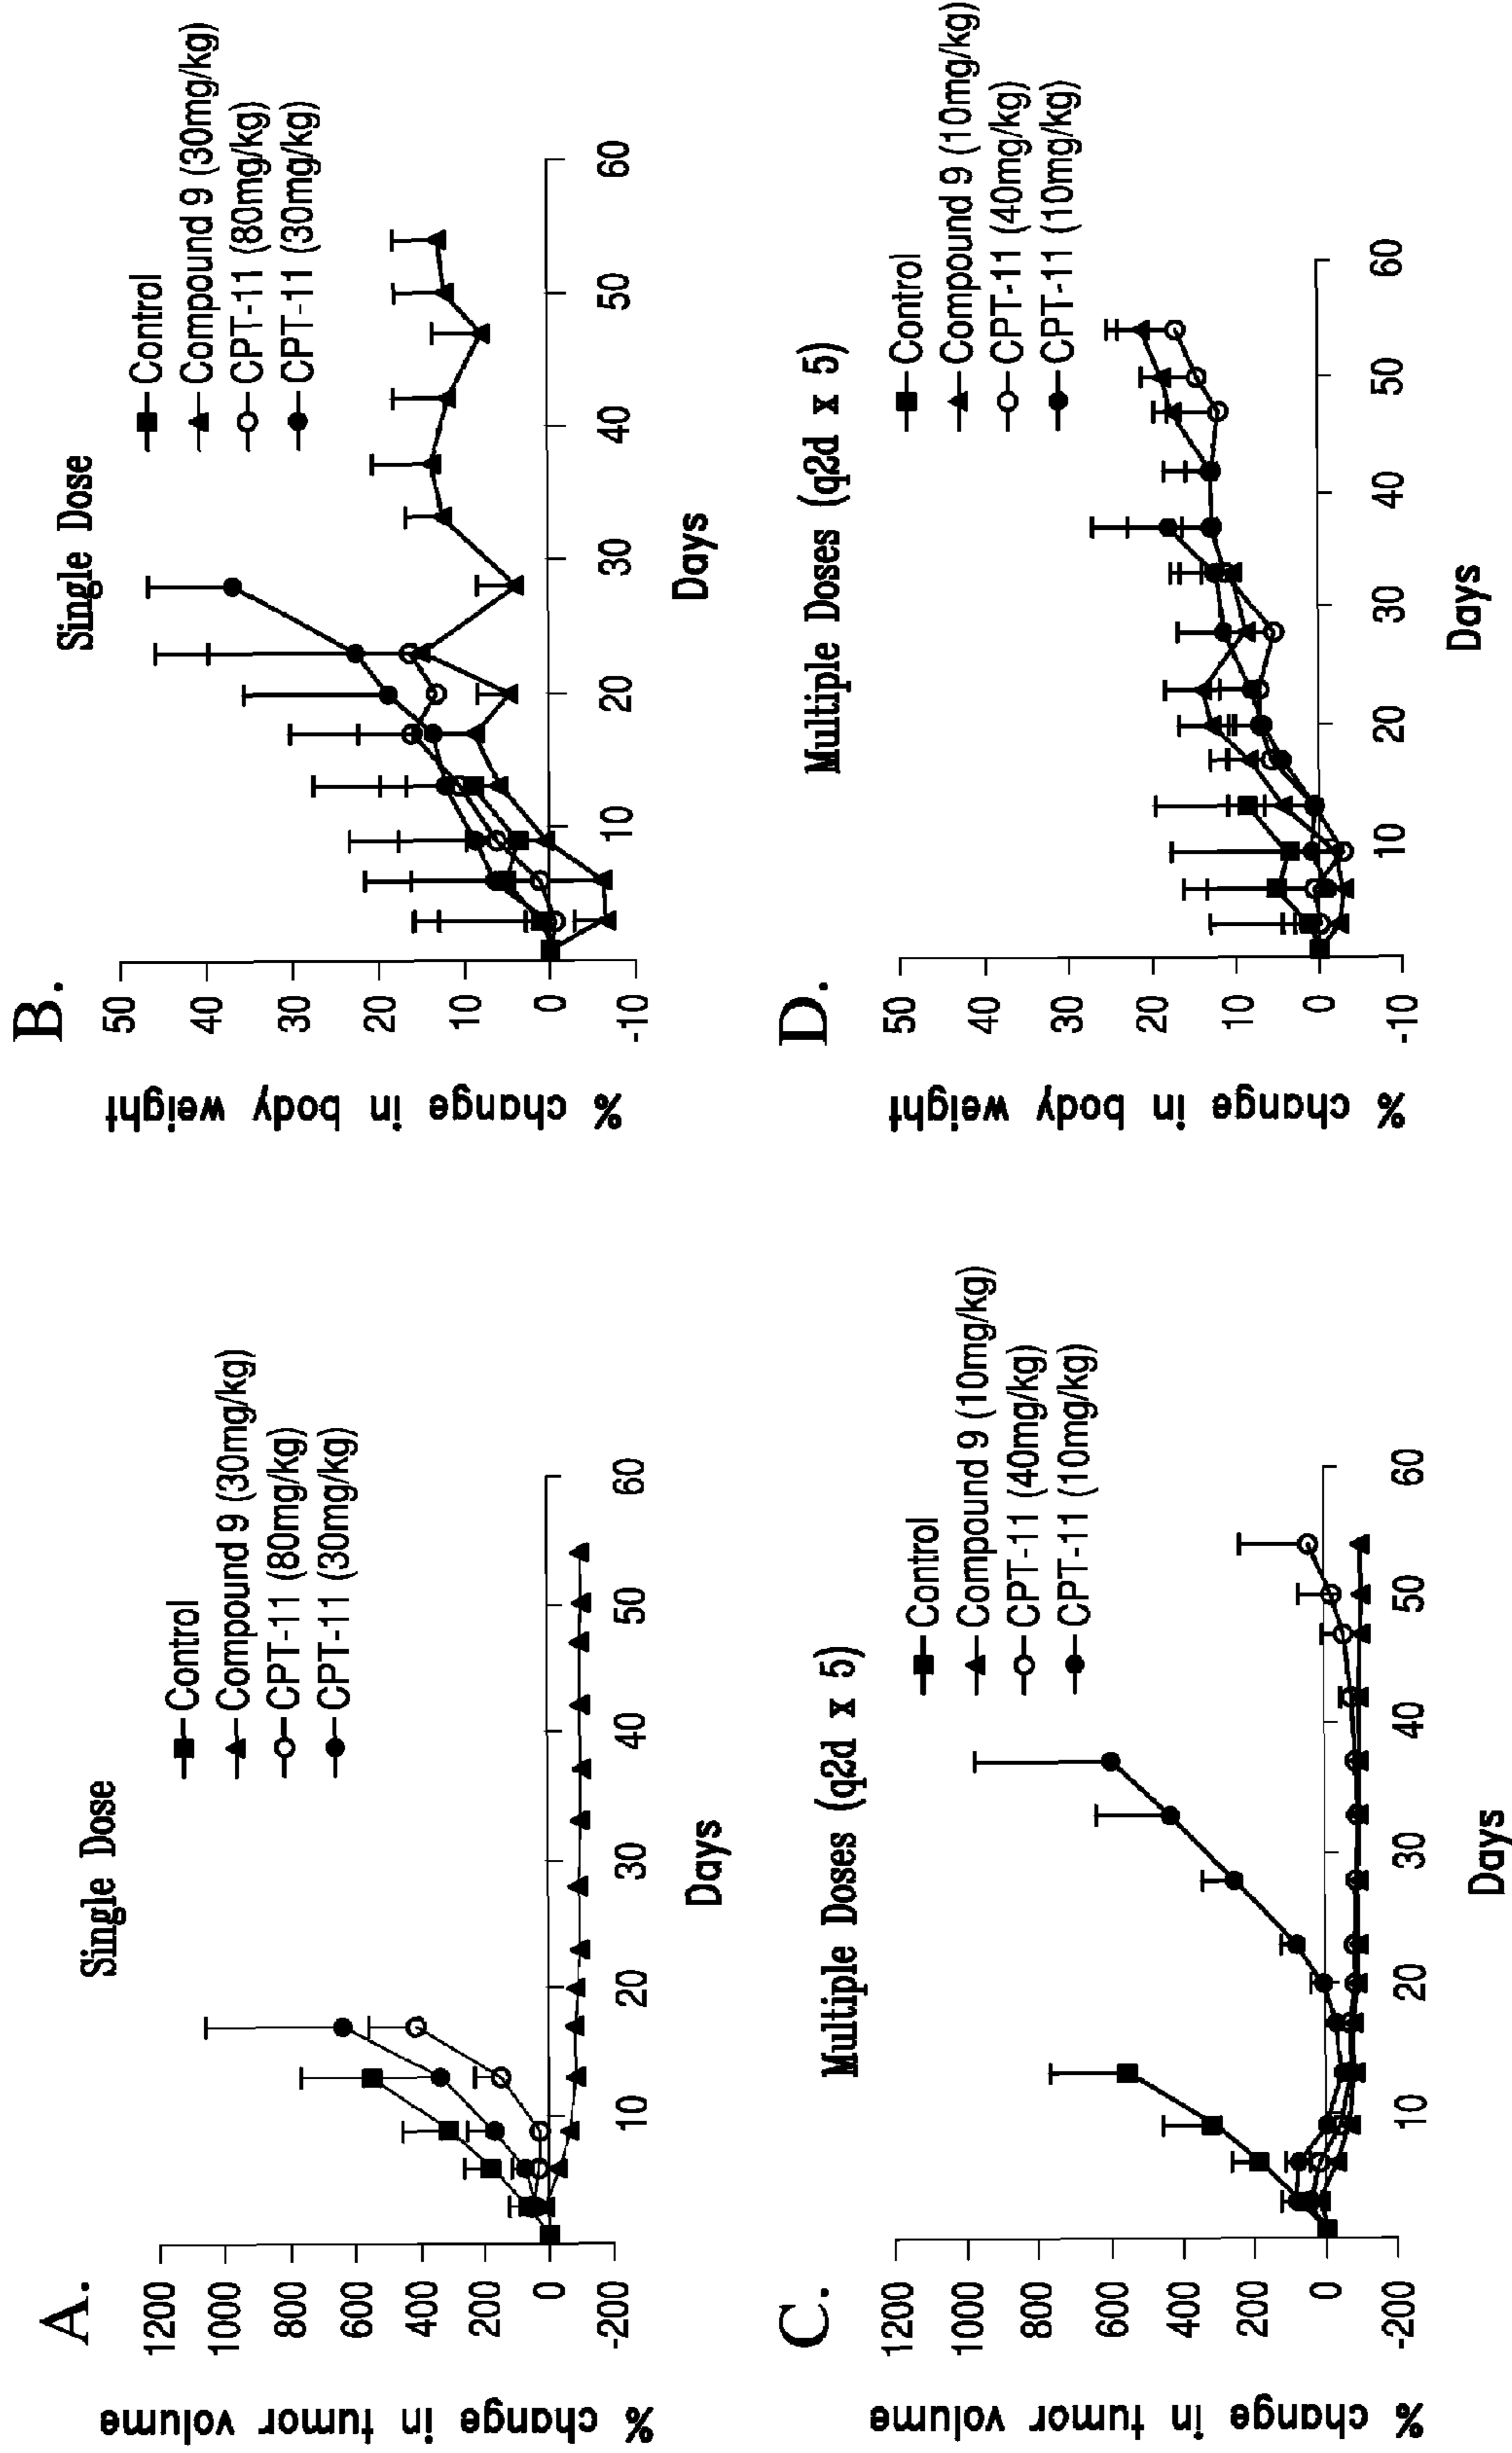 A.
Single Dose
Control
Compound 9 (30mg/kg)
CPT-11 (80mg/kg)
CPT-11 (30mg/kg)
% change in tumor volume
1200
1000
800
600
400
200
0
-200
10
20
30
40
50
60
Days
B.
Single Dose
Control
Compound 9 (30mg/kg)
CPT-11 (80mg/kg)
CPT-11 (30mg/kg)
% change in body weight
50
40
30
20
10
0
-10
10
20
30
40
50
60
Days
C.
Multiple Doses (q2d x 5)
Control
Compound 9 (10mg/kg)
CPT-11 (40mg/kg)
CPT-11 (10mg/kg)
% change in tumor volume
1200
1000
800
600
400
200
0
-200
10
20
30
40
50
60
Days
D.
Multiple Doses (q2d x 5)
Control
Compound 9 (10mg/kg)
CPT-11 (40mg/kg)
CPT-11 (10mg/kg)
% change in body weight
50
40
30
20
10
0
-10
10
20
30
40
50
60
Days